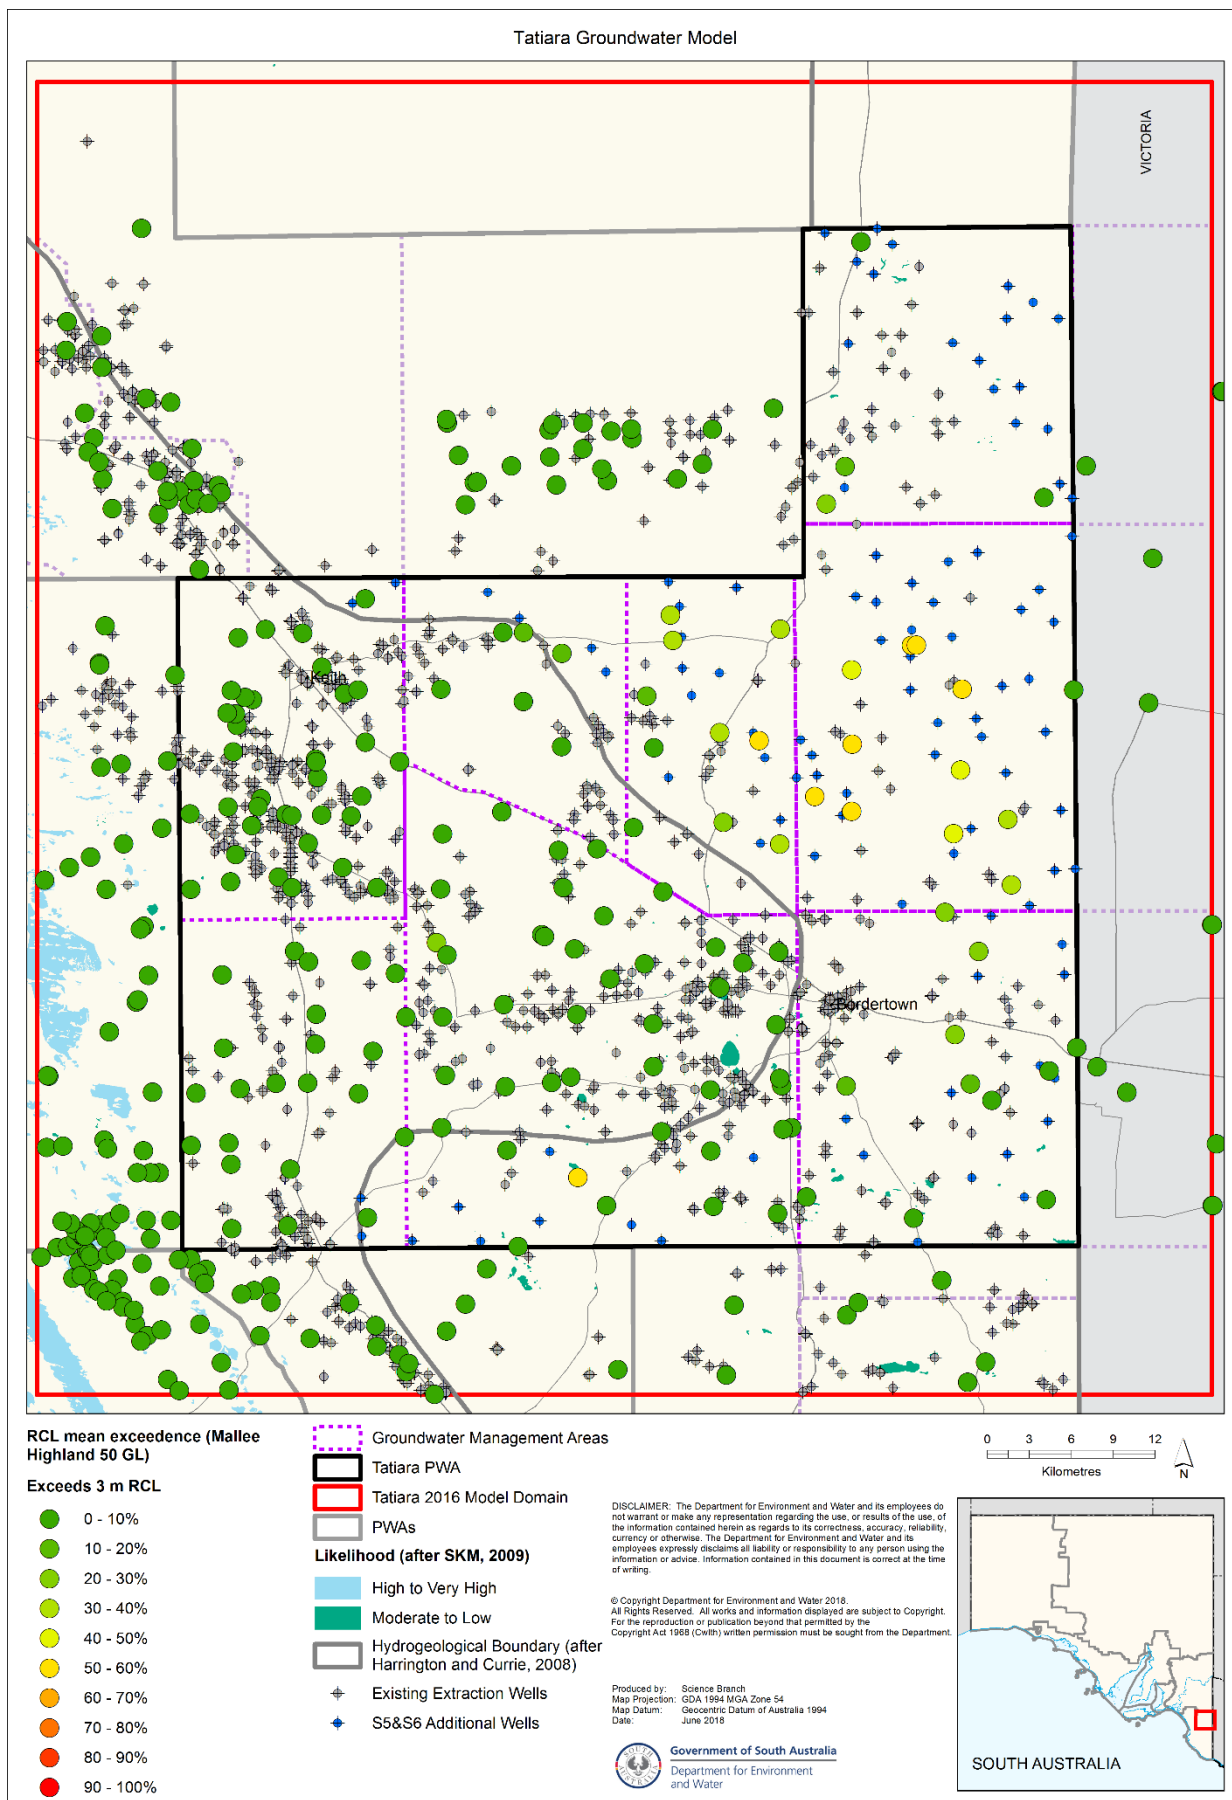 Tatiara Groundwater Model
VICTORIA
Keith
Bordertown
RCL mean exceedence (Mallee
Highland 50 GL)
Exceeds 3 m RCL
0 - 10%
10 - 20%
20 - 30%
30 - 40%
40 - 50%
50 - 60%
60 - 70%
70 - 80%
80 - 90%
90 - 100%
Groundwater Management Areas
Tatiara PWA
Tatiara 2016 Model Domain
PWAs
Likelihood (after SKM, 2009)
High to Very High
Moderate to Low
Hydrogeological Boundary (after
Harrington and Currie, 2008)
Existing Extraction Wells
S5&S6 Additional Wells
0 3 6 9 12
Kilometres
N
DISCLAIMER: The Department for Environment and Water and its employees do
not warrant or make any representation regarding the use, or results of the use, of
the information contained herein as regards to its correctness, accuracy, reliability,
currency or otherwise. The Department for Environment and Water and its
employees expressly disclaims all liability or responsibility to any person using the
information or advice. Information contained in this document is correct at the time
of writing.
© Copyright Department for Environment and Water 2018.
All Rights Reserved. All works and information displayed are subject to Copyright.
For the reproduction or publication beyond that permitted by the
Copyright Act 1968 (Cwlth) written permission must be sought from the Department.
Produced by: Science Branch
Map Projection: GDA 1994 MGA Zone 54
Map Datum: Geocentric Datum of Australia 1994
Date: June 2018
Government of South Australia
Department for Environment
and Water
SOUTH AUSTRALIA